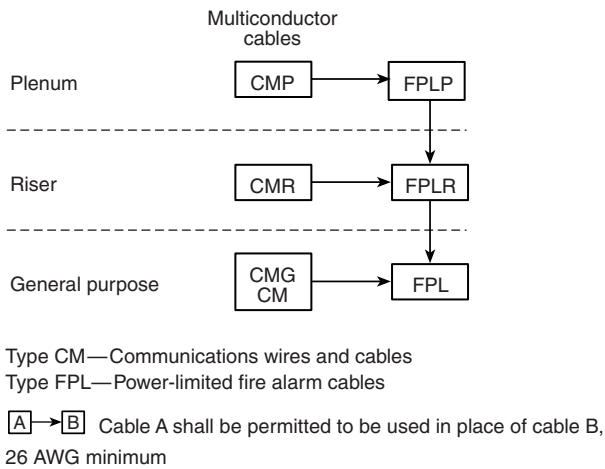 Multiconductor
cables
Plenum
CMP
FPLP
Riser
CMR
FPLR
General purpose
CMG
CM
FPL
Type CM—Communications wires and cables
Type FPL—Power-limited fire alarm cables
A B Cable A shall be permitted to be used in place of cable B,
26 AWG minimum